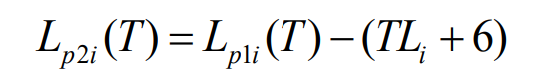 L_{p2i}(T) = L_{p1i}(T) − (TL_i + 6)